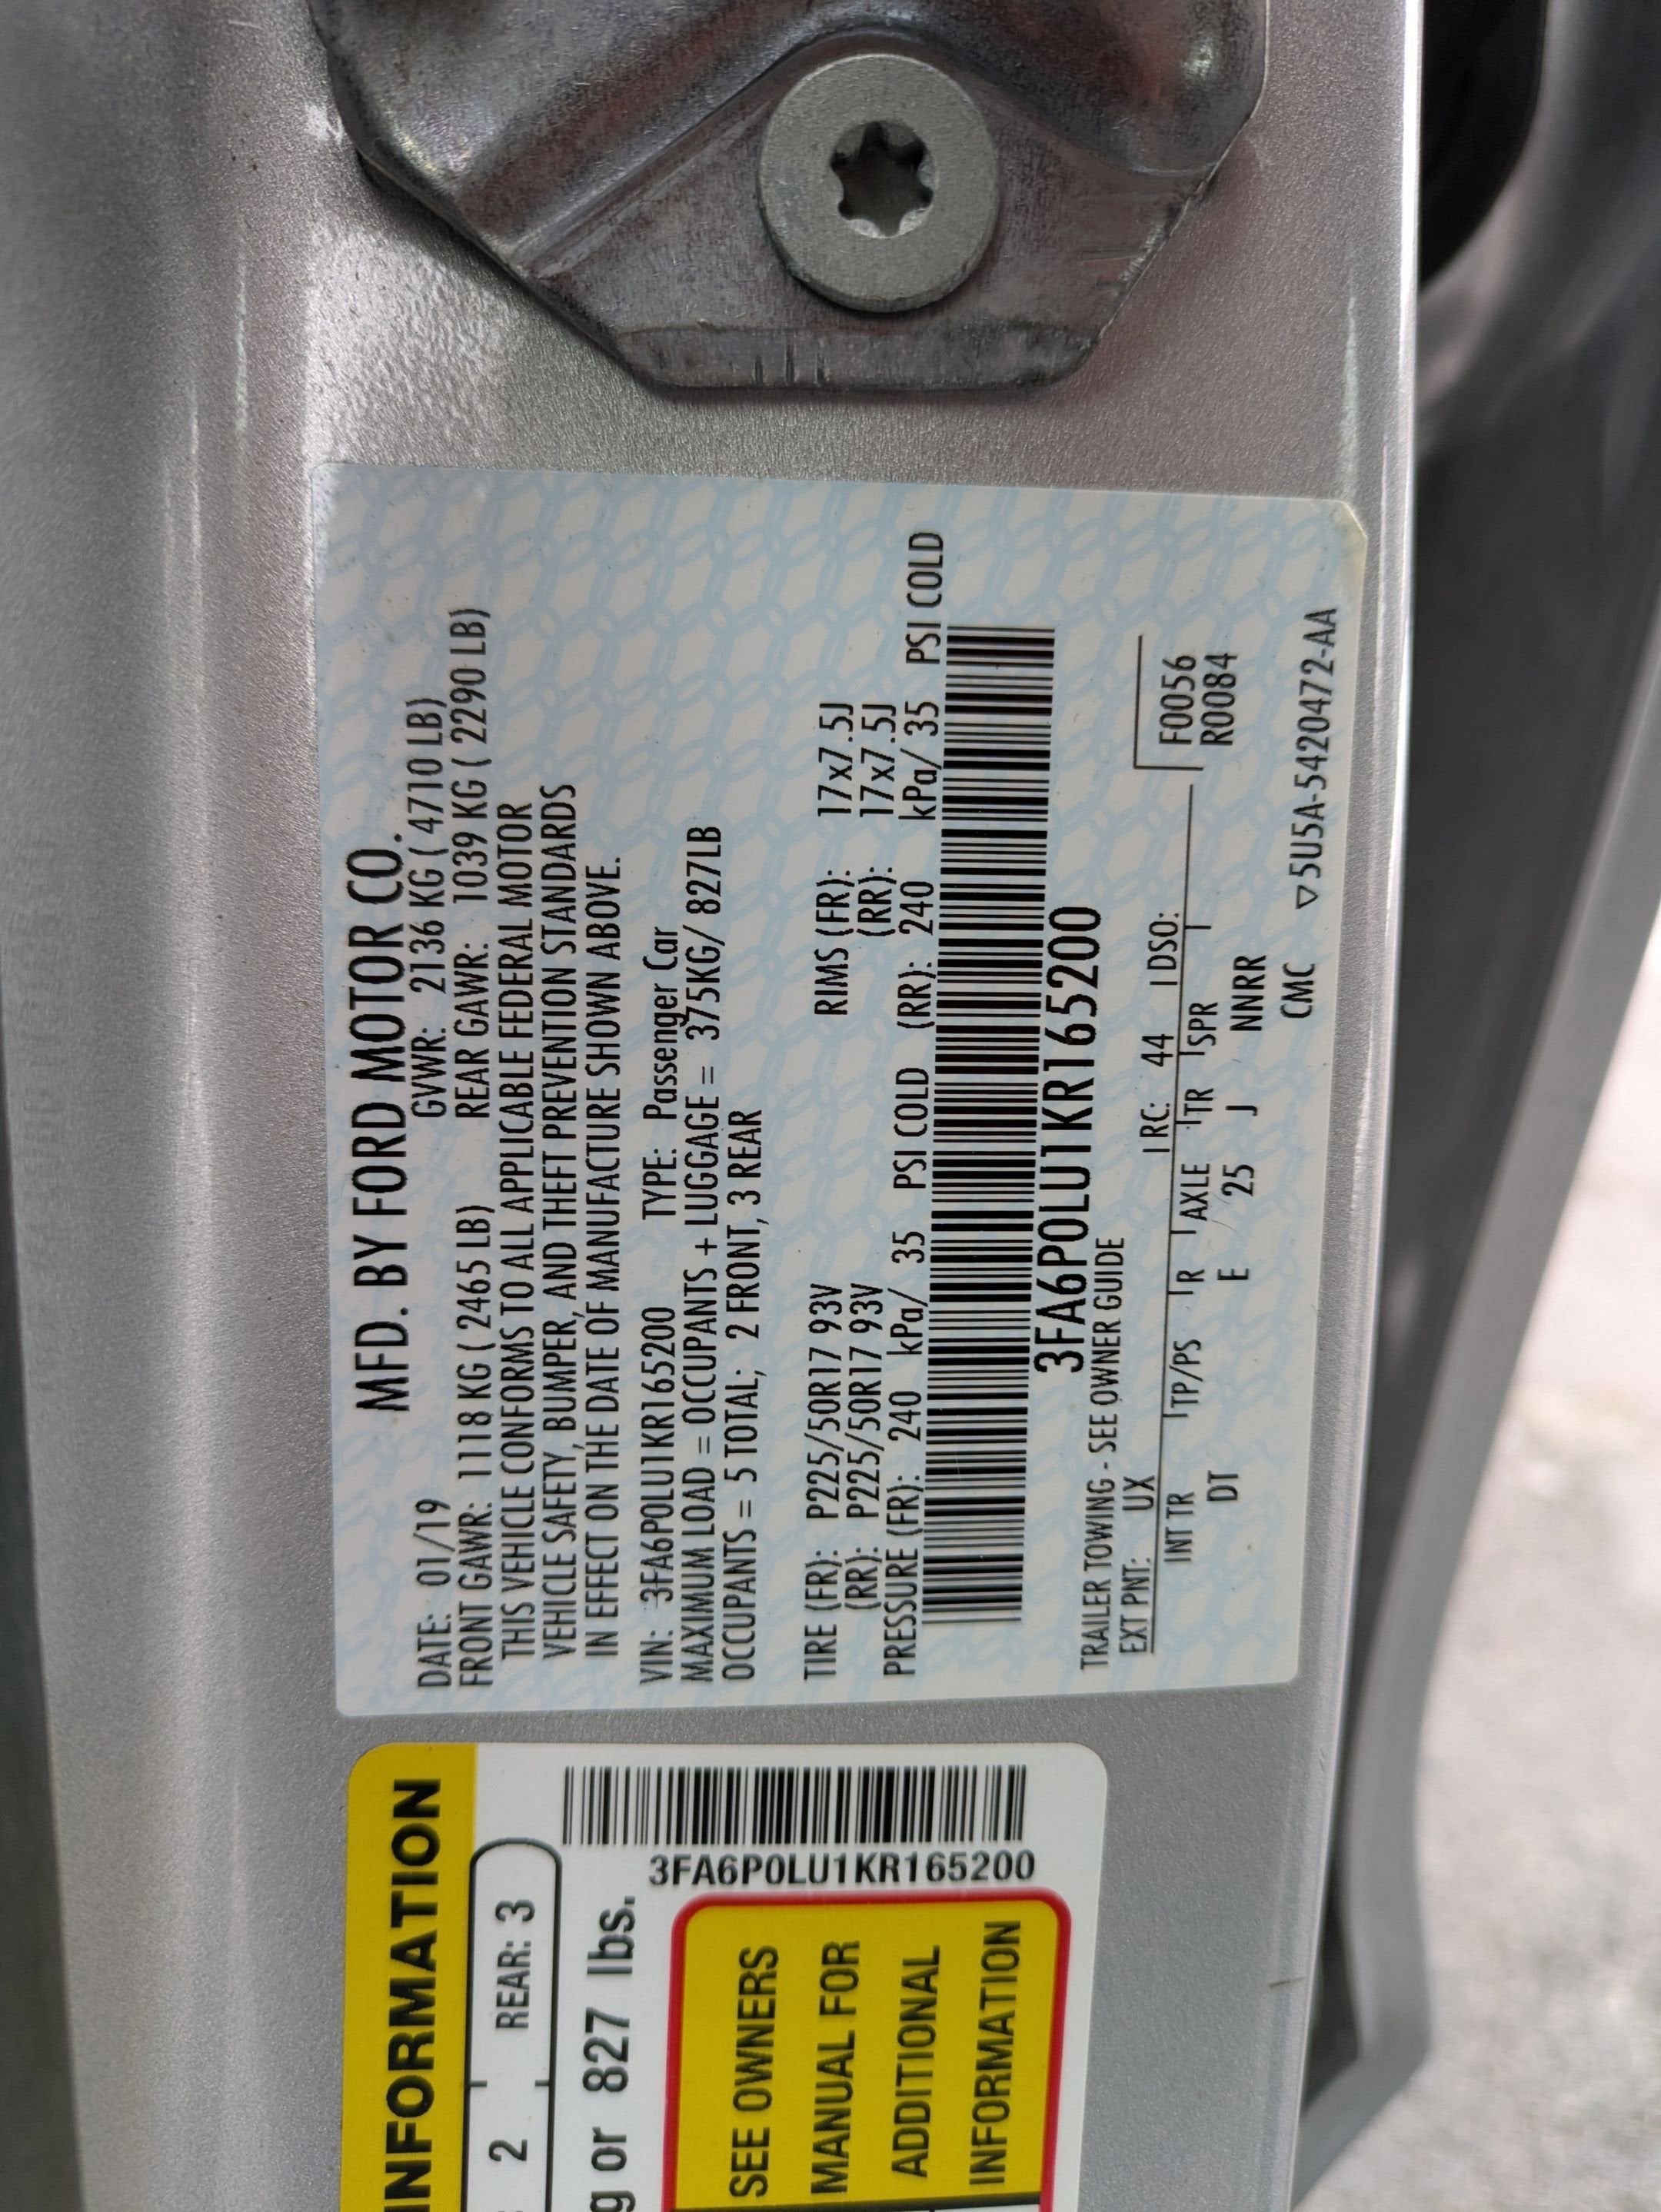 MFD. BY FORD MOTOR CO.
DATE: 01/19 GVWR: 2136 KG ( 4710 LB)
FRONT GAWR: 1118 KG ( 2465 LB) REAR GAWR: 1039 KG ( 2290 LB)
THIS VEHICLE CONFORMS TO ALL APPLICABLE FEDERAL MOTOR
VEHICLE SAFETY, BUMPER, AND THEFT PREVENTION STANDARDS
IN EFFECT ON THE DATE OF MANUFACTURE SHOWN ABOVE.
VIN: 3FA6P0LU1KR165200 TYPE: Passenger Car
MAXIMUM LOAD = OCCUPANTS + LUGGAGE = 375KG/ 827LB
OCCUPANTS = 5 TOTAL; 2 FRONT, 3 REAR
TIRE (FR): P225/50R17 93V RIMS (FR): 17x7.5J
(RR): P225/50R17 93V (RR): 17x7.5J
PRESSURE (FR): 240 kPa/ 35 PSI COLD (RR): 240 kPa/ 35 PSI COLD
3FA6P0LU1KR165200
TRAILER TOWING - SEE OWNER GUIDE
EXT PNT: UX RC: 44 DSO: F0056
INT TR TP/PS R AXLE TR SPR R0084
DT E 25 J NNRR
CMC ▽5U5A-5420472-AA
INFORMATION
2 REAR: 3
g or 827 lbs.
3FA6P0LU1KR165200
SEE OWNERS
MANUAL FOR
ADDITIONAL
INFORMATION